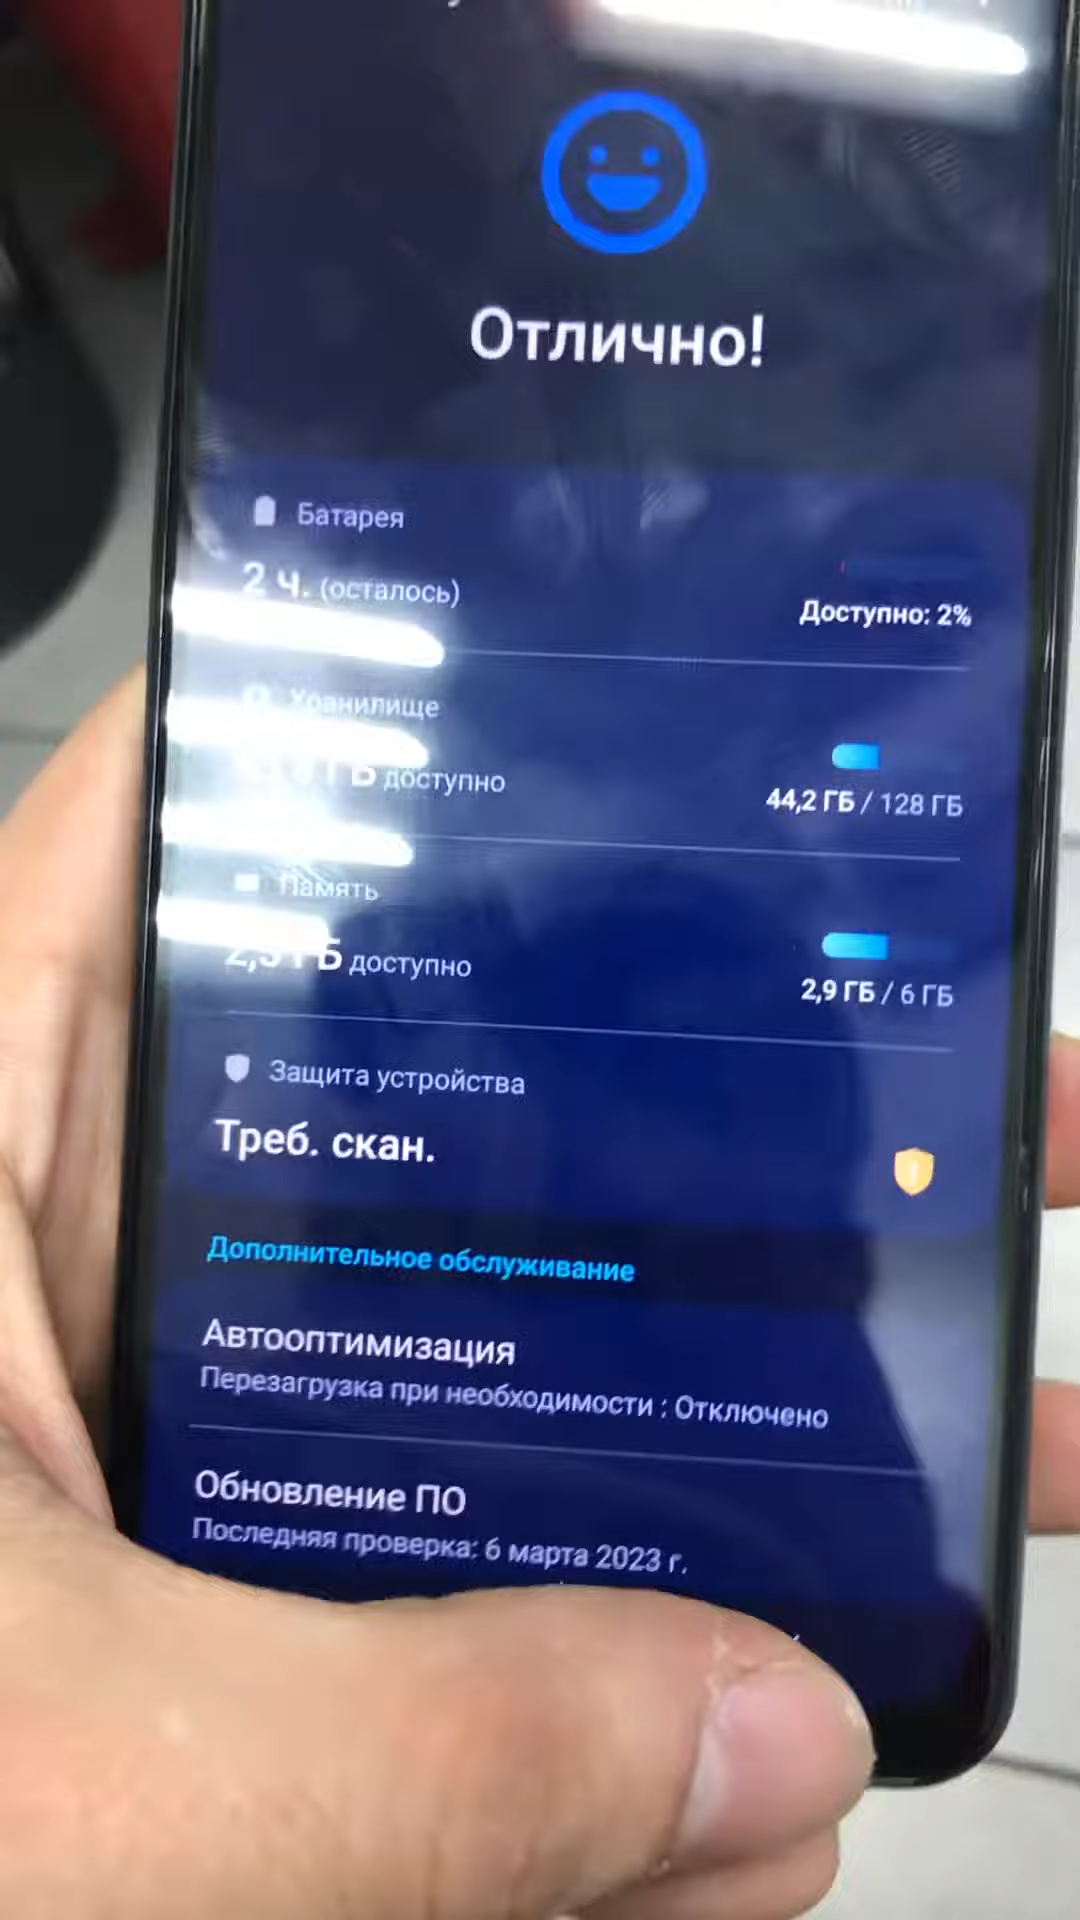 Отлично!
Батарея
2 ч. (осталось)
Доступно: 2%
Хранилище
ГБ доступно
44,2 ГБ / 128 ГБ
Память
ГБ доступно
2,9 ГБ / 6 ГБ
Защита устройства
Треб. скан.
Дополнительное обслуживание
Автооптимизация
Перезагрузка при необходимости : Отключено
Обновление ПО
Последняя проверка: 6 марта 2023 г.